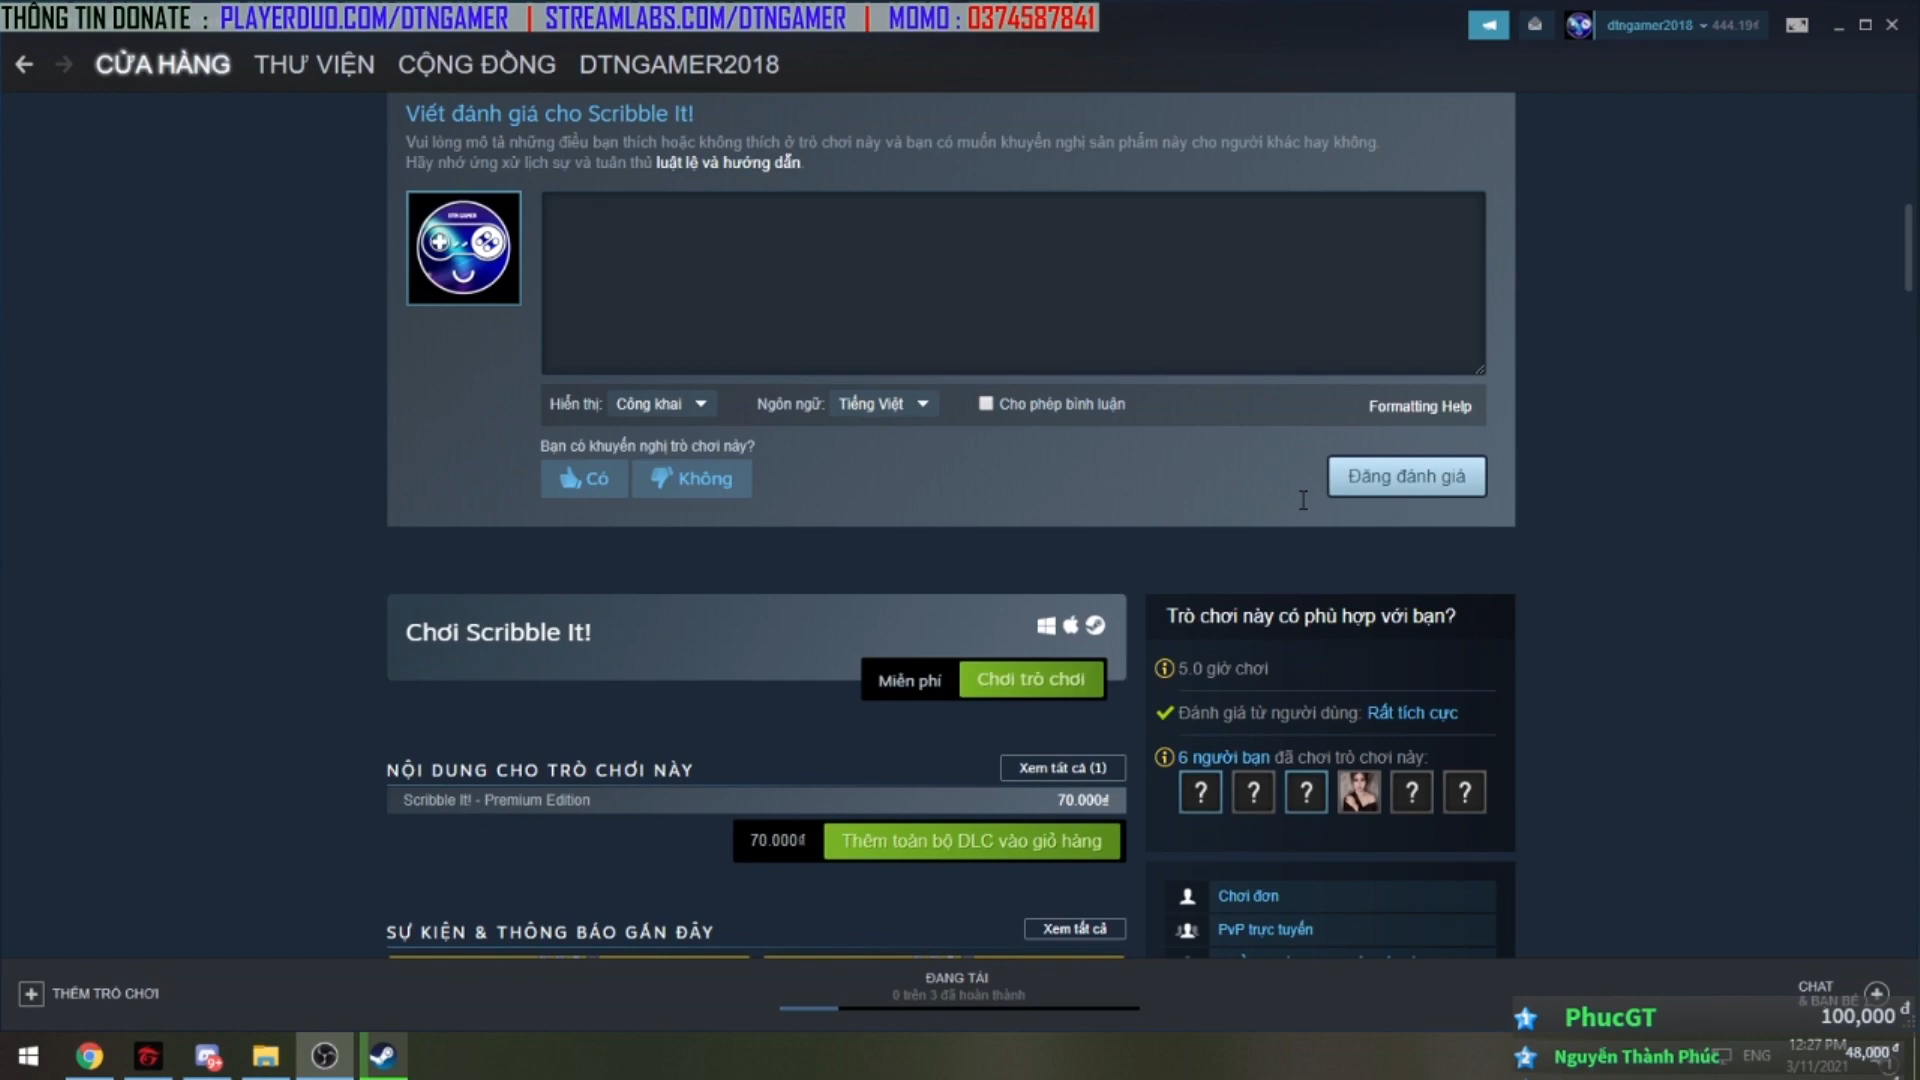 THÔNG TIN DONATE : PLAYERDUO.COM/DTNGAMER | STREAMLABS.COM/DTNGAMER | MOMO : 0374587841
dtngamer2018 444.19₫
CỬA HÀNG THƯ VIỆN CỘNG ĐỒNG DTNGAMER2018
Viết đánh giá cho Scribble It!
Vui lòng mô tả những điều bạn thích hoặc không thích ở trò chơi này và bạn có muốn khuyến nghị sản phẩm này cho người khác hay không.
Hãy nhớ ứng xử lịch sự và tuân thủ luật lệ và hướng dẫn.
DTN GAMER
Hiển thị: Công khai Ngôn ngữ: Tiếng Việt Cho phép bình luận Formatting Help
Bạn có khuyến nghị trò chơi này?
Có Không
Đăng đánh giá
Chơi Scribble It!
Miễn phí Chơi trò chơi
Trò chơi này có phù hợp với bạn?
5.0 giờ chơi
Đánh giá từ người dùng: Rất tích cực
6 người bạn đã chơi trò chơi này:
? ? ? ? ?
NỘI DUNG CHO TRÒ CHƠI NÀY Xem tất cả (1)
Scribble It! - Premium Edition 70.000₫
70.000₫ Thêm toàn bộ DLC vào giỏ hàng
Chơi đơn
PvP trực tuyến
SỰ KIỆN & THÔNG BÁO GẦN ĐÂY Xem tất cả
THÊM TRÒ CHƠI
ĐANG TẢI
0 trên 3 đã hoàn thành
CHAT
& BẠN BÈ
1 PhucGT 100,000 đ
2 Nguyễn Thành Phúc 48,000 đ
9+
ENG
12:27 PM
3/11/2021